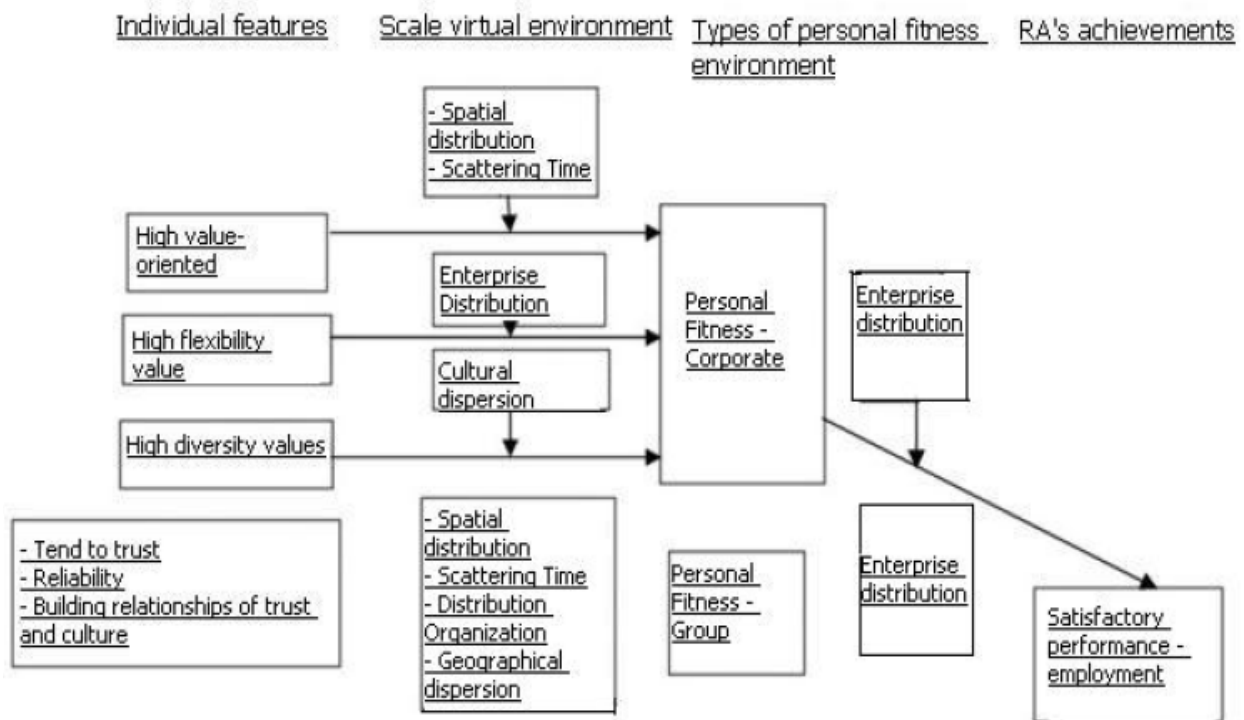 Individual features
Scale virtual environment
Types of personal fitness
environment
RA's achievements
- Spatial
distribution
- Scattering Time
High value-
oriented
Enterprise
Distribution
High flexibility
value
Cultural
dispersion
High diversity values
Personal
Fitness -
Corporate
Enterprise
distribution
- Tend to trust
- Reliability
- Building relationships of trust
and culture
- Spatial
distribution
- Scattering Time
- Distribution
Organization
- Geographical
dispersion
Personal
Fitness -
Group
Enterprise
distribution
Satisfactory
performance -
employment